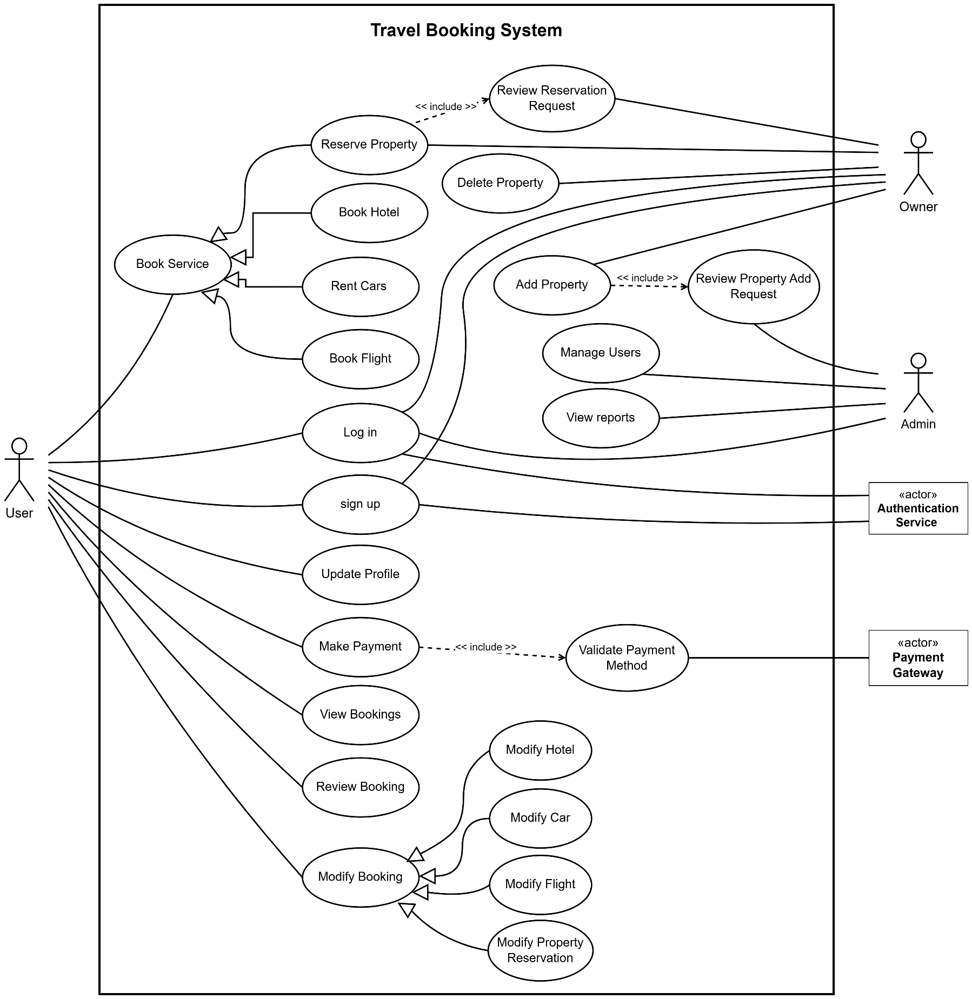 Travel Booking System
Review Reservation
Request
<< include >>
Reserve Property
Delete Property
Owner
Book Hotel
Book Service
Rent Cars
Add Property
<< include >>
Review Property Add
Request
Book Flight
Manage Users
View reports
Admin
Log in
User
sign up
«actor»
Authentication
Service
Update Profile
Make Payment
<< include >>
Validate Payment
Method
«actor»
Payment
Gateway
View Bookings
Modify Hotel
Review Booking
Modify Car
Modify Booking
Modify Flight
Modify Property
Reservation